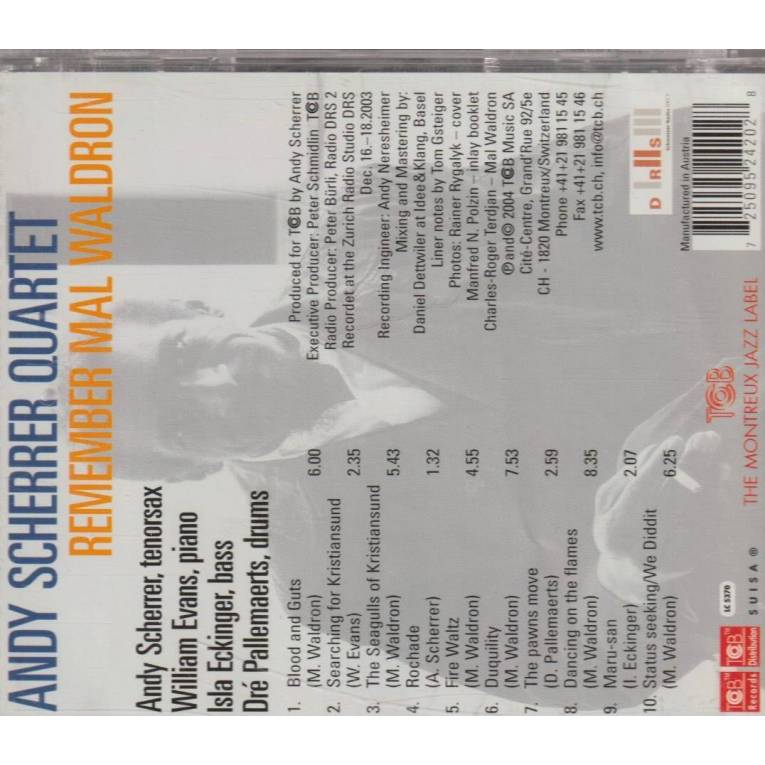 ANDY SCHERRER QUARTET
REMEMBER MAL WALDRON
Andy Scherrer, tenorsax
William Evans, piano
Isla Eckinger, bass
Dré Pallemaerts, drums
1. Blood and Guts
(M. Waldron) 6.00
2. Searching for Kristiansund
(W. Evans) 2.35
3. The Seagulls of Kristiansund
(M. Waldron) 5.43
4. Rochade
(A. Scherrer) 1.32
5. Fire Waltz
(M. Waldron) 4.55
6. Duquility
(M. Waldron) 7.53
7. The pawns move
(D. Pallemaerts) 2.59
8. Dancing on the flames
(M. Waldron) 8.35
9. Maru-san
(I. Eckinger) 2.07
10. Status seeking/We Diddit
(M. Waldron) 6.25
Produced for TCB by Andy Scherrer
Executive Producer: Peter Schmidlin TCB
Radio Producer: Peter Bürli, Radio DRS 2
Recordet at the Zurich Radio Studio DRS
Dec. 16.–18.2003
Recording Ingineer: Andy Neresheimer
Mixing and Mastering by:
Daniel Dettwiler at Idee&Klang, Basel
Liner notes by Tom Gsteiger
Photos: Rainer Rygalyk – cover
Manfred N. Polzin – inlay booklet
Charles-Roger Terdjan – Mal Waldron
℗and© 2004 TCB Music SA
Cité-Centre, Grand'Rue 92/5e
CH - 1820 Montreux/Switzerland
Phone +41+21 981 15 45
Fax +41+21 981 15 46
www.tcb.ch, info@tcb.ch
DRS II
Manufactured in Austria
7 25095 24202 8
TCB
THE MONTREUX JAZZ LABEL
LC 5370
SUISA ®
TCB™ Records
TCB™ Distribution